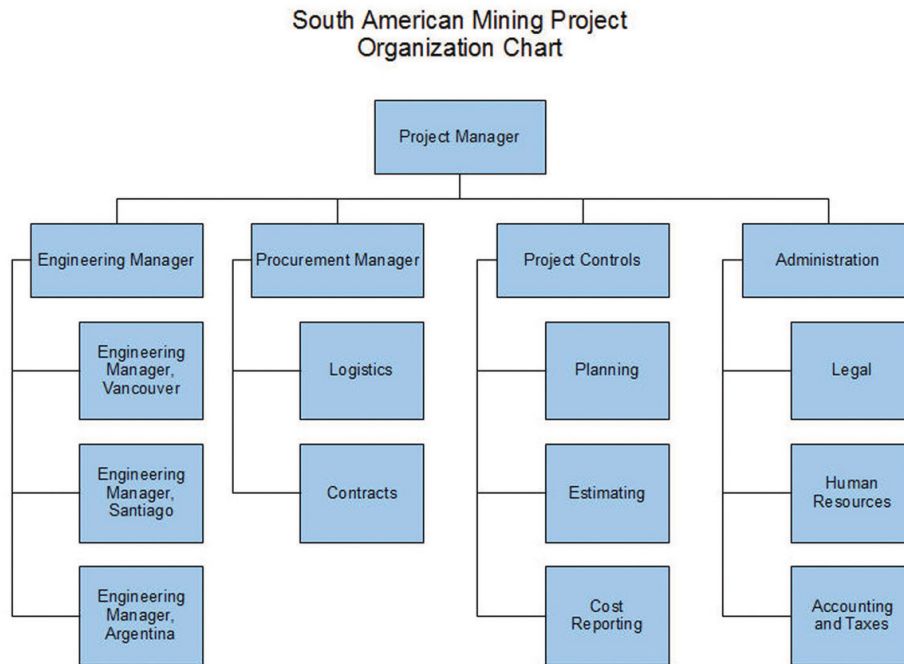 South American Mining Project
Organization Chart
Project Manager
Engineering Manager
Procurement Manager
Project Controls
Administration
Engineering
Manager,
Vancouver
Logistics
Planning
Legal
Engineering
Manager,
Santiago
Contracts
Estimating
Human
Resources
Engineering
Manager,
Argentina
Cost
Reporting
Accounting
and Taxes